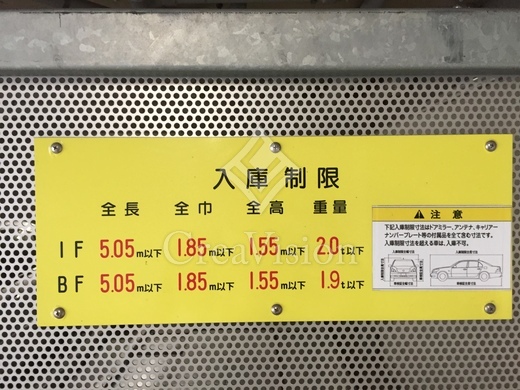 入庫制限
全長 全巾 全高 重量
1F 5.05m以下 1.85m以下 1.55m以下 2.0t以下
BF 5.05m以下 1.85m以下 1.55m以下 1.9t以下
注意
下記入庫制限寸法はドアミラー、アンテナ、キャリアー
ナンバープレート等の付属品を全て含む寸法です。
入庫制限寸法を超える車は、入庫不可。
CreaVision